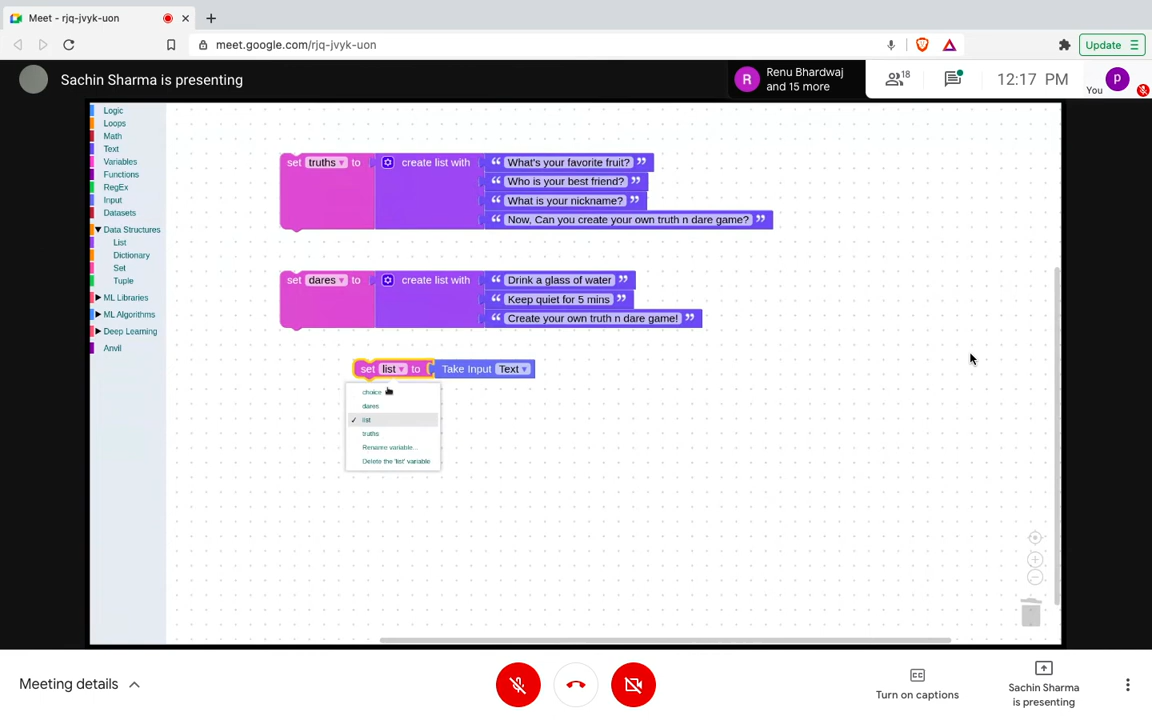 Meet - rjq-jvyk-uon
meet.google.com/rjq-jvyk-uon
Update
Sachin Sharma is presenting
R
Renu Bhardwaj
and 15 more
18
12:17 PM
You
P
Logic
Loops
Math
Text
Variables
Functions
RegEx
Input
Datasets
Data Structures
List
Dictionary
Set
Tuple
ML Libraries
ML Algorithms
Deep Learning
Anvil
set truths to create list with “ What's your favorite fruit? ”
“ Who is your best friend? ”
“ What is your nickname? ”
“ Now, Can you create your own truth n dare game? ”
set dares to create list with “ Drink a glass of water ”
“ Keep quiet for 5 mins ”
“ Create your own truth n dare game! ”
set list to Take Input Text
choice
dares
✓ list
truths
Rename variable...
Delete the 'list' variable
Meeting details
CC
Turn on captions
Sachin Sharma
is presenting